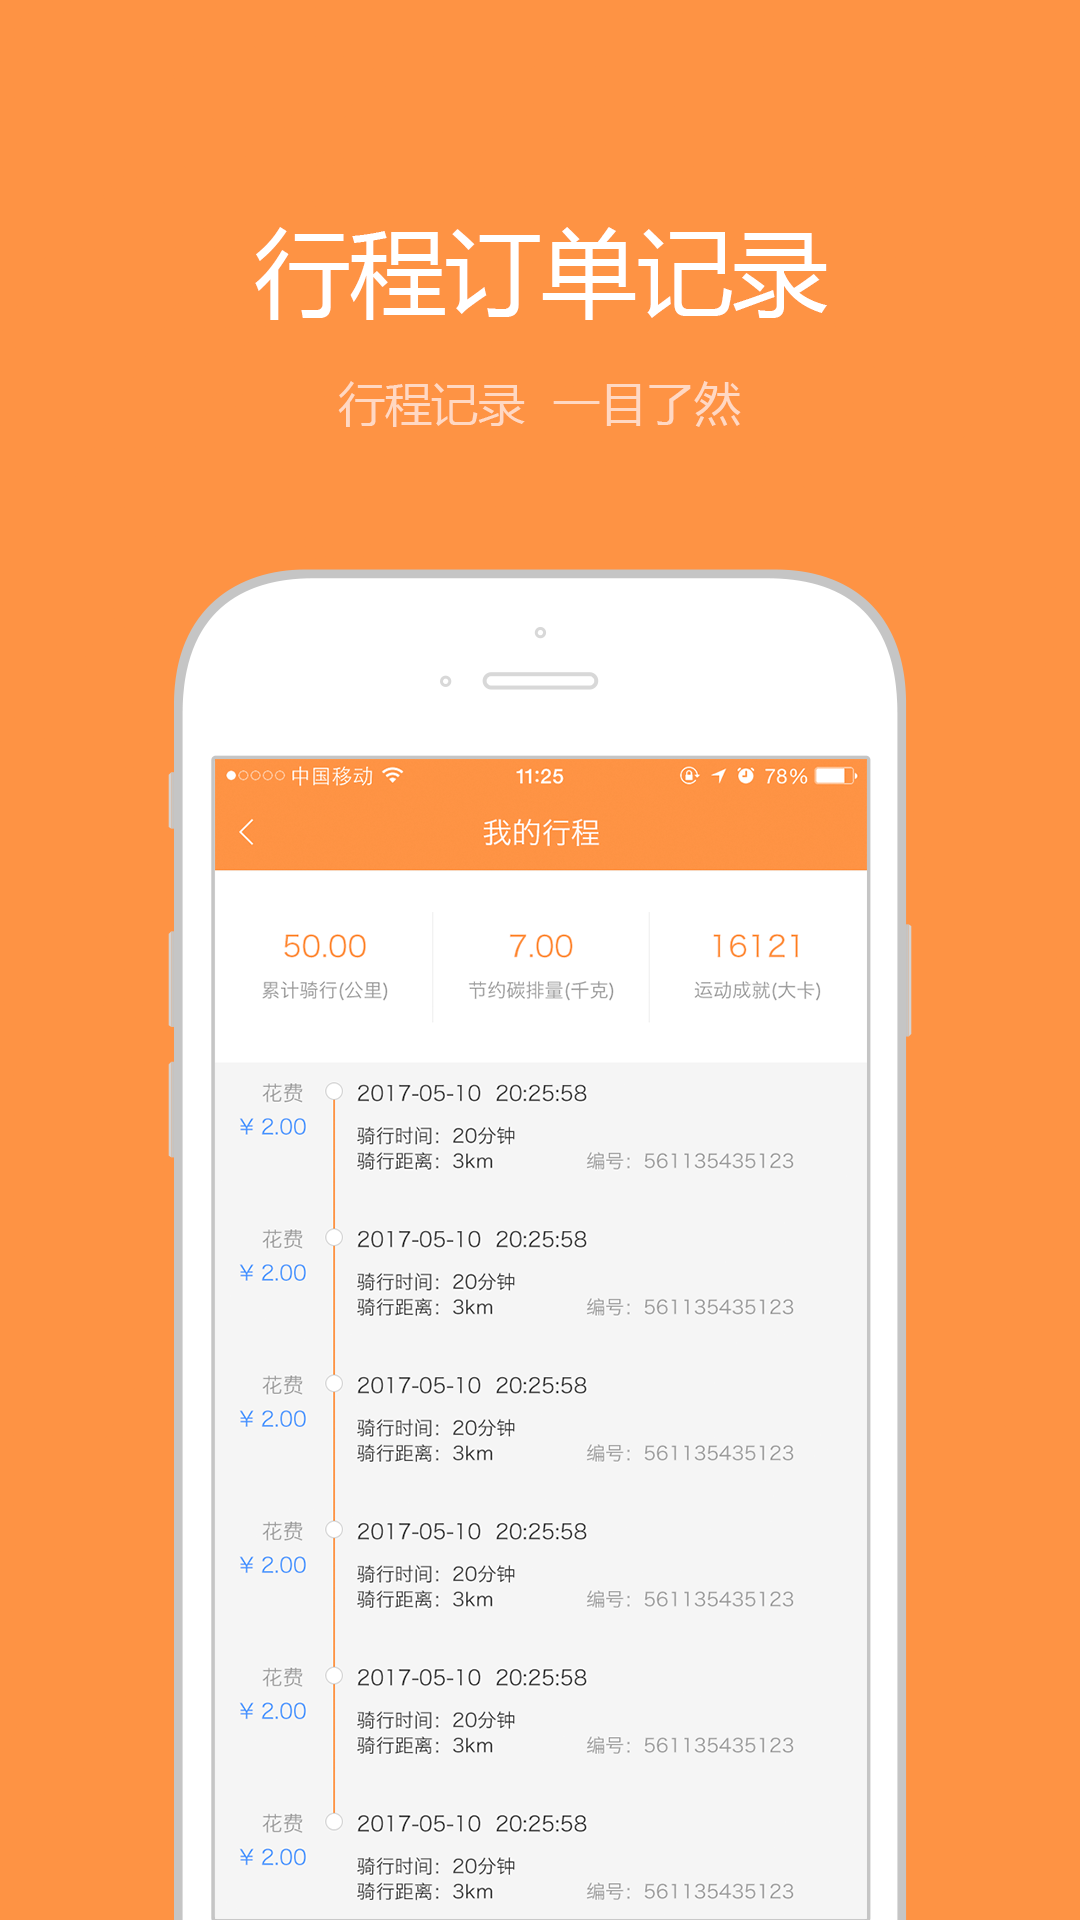 行程订单记录
行程记录 一目了然
中国移动 11:25 78%
我的行程
50.00 7.00 16121
累计骑行(公里) 节约碳排量(千克) 运动成就(大卡)
花费 2017-05-10 20:25:58
¥ 2.00
骑行时间：20分钟
骑行距离：3km 编号：561135435123
花费 2017-05-10 20:25:58
¥ 2.00
骑行时间：20分钟
骑行距离：3km 编号：561135435123
花费 2017-05-10 20:25:58
¥ 2.00
骑行时间：20分钟
骑行距离：3km 编号：561135435123
花费 2017-05-10 20:25:58
¥ 2.00
骑行时间：20分钟
骑行距离：3km 编号：561135435123
花费 2017-05-10 20:25:58
¥ 2.00
骑行时间：20分钟
骑行距离：3km 编号：561135435123
花费 2017-05-10 20:25:58
¥ 2.00
骑行时间：20分钟
骑行距离：3km 编号：561135435123